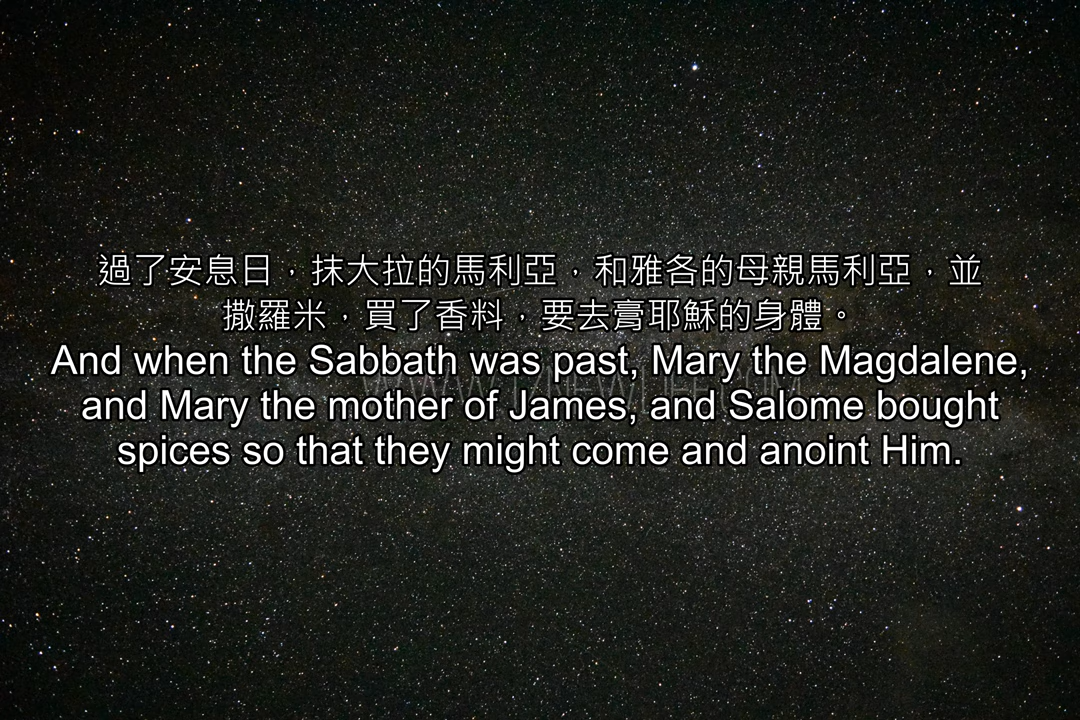 過了安息日，抹大拉的馬利亞，和雅各的母親馬利亞，並
撒羅米，買了香料，要去膏耶穌的身體。
And when the Sabbath was past, Mary the Magdalene,
and Mary the mother of James, and Salome bought
spices so that they might come and anoint Him.